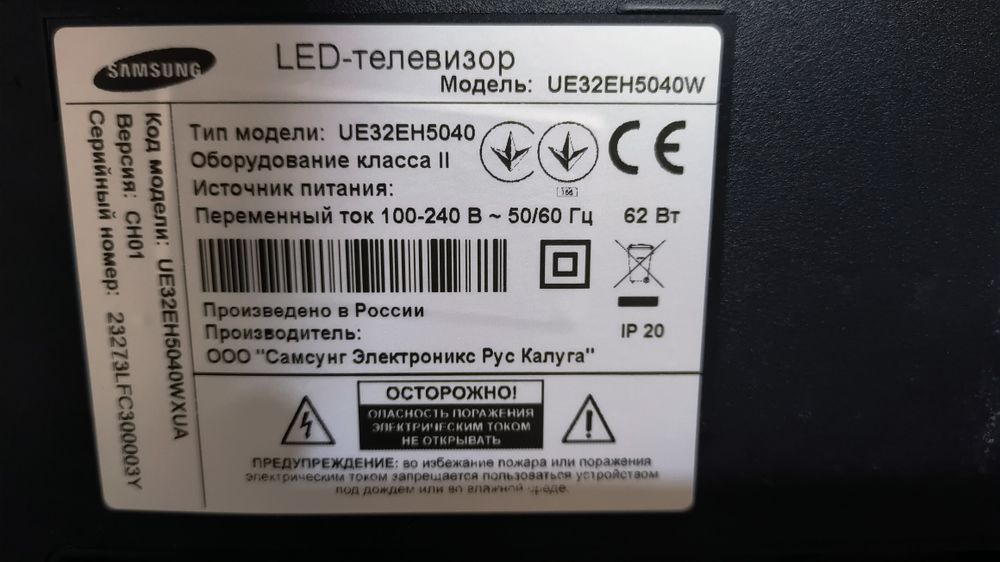 SAMSUNG
LED-телевизор
Модель: UE32EH5040W
Код модели: UE32EH5040WXUA
Версия: CH01
Серийный номер: 23273LFC300003Y
Тип модели: UE32EH5040
Оборудование класса II
Источник питания:
Переменный ток 100-240 В ~ 50/60 Гц 62 Вт
CE
Произведено в России
Производитель:
ООО "Самсунг Электроникс Рус Калуга"
IP 20
ОСТОРОЖНО!
ОПАСНОСТЬ ПОРАЖЕНИЯ
ЭЛЕКТРИЧЕСКИМ ТОКОМ
НЕ ОТКРЫВАТЬ
ПРЕДУПРЕЖДЕНИЕ: во избежание пожара или поражения
электрическим током запрещается пользоваться устройством
под дождем или во влажной среде.